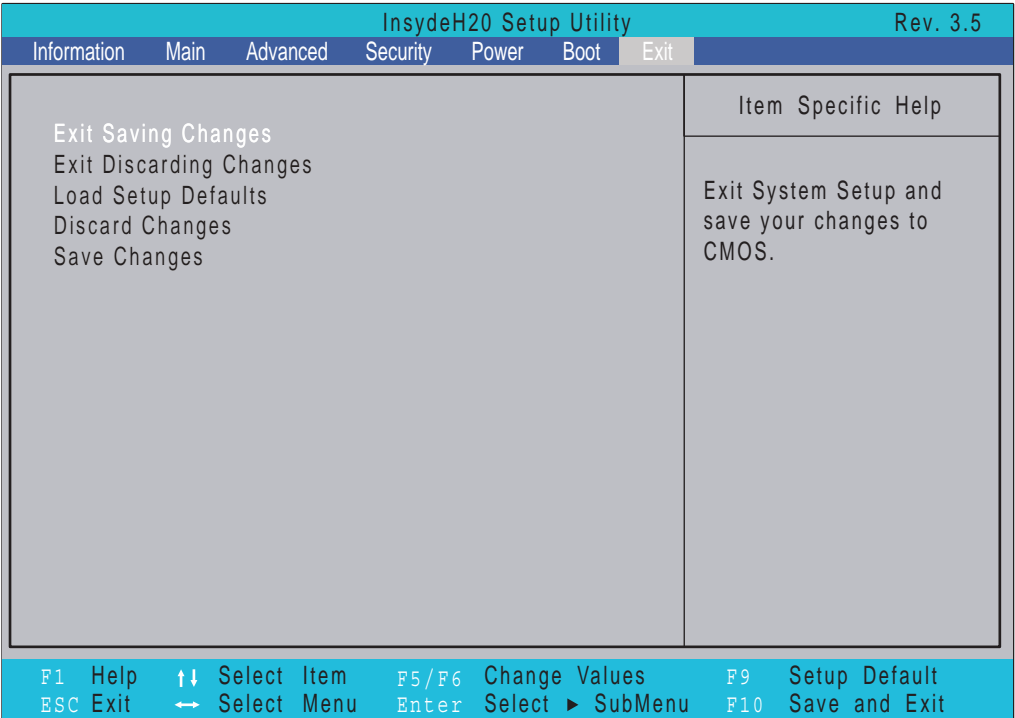 InsydeH20 Setup Utility Rev. 3.5
Information Main Advanced Security Power Boot Exit
Item Specific Help
Exit Saving Changes
Exit Discarding Changes
Load Setup Defaults
Discard Changes
Save Changes
Exit System Setup and
save your changes to
CMOS.
F1 Help ↑↓ Select Item F5/F6 Change Values F9 Setup Default
ESC Exit ↔ Select Menu Enter Select ► SubMenu F10 Save and Exit